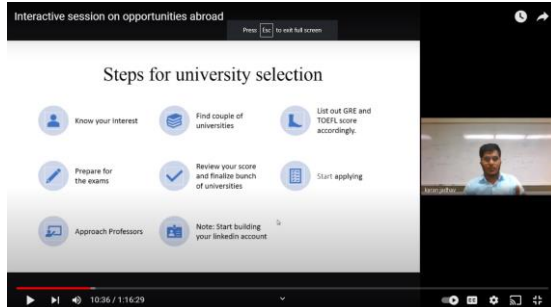 Interactive session on opportunities abroad
Press Esc to exit full screen
Steps for university selection
Know your interest
Find couple of
universities
List out GRE and
TOEFL score
accordingly.
Prepare for
the exams
Review your score
and finalize bunch
of universities
Start applying
Approach Professors
Note: Start building
your linkedin account
karan jadhav
10:36 / 1:16:29